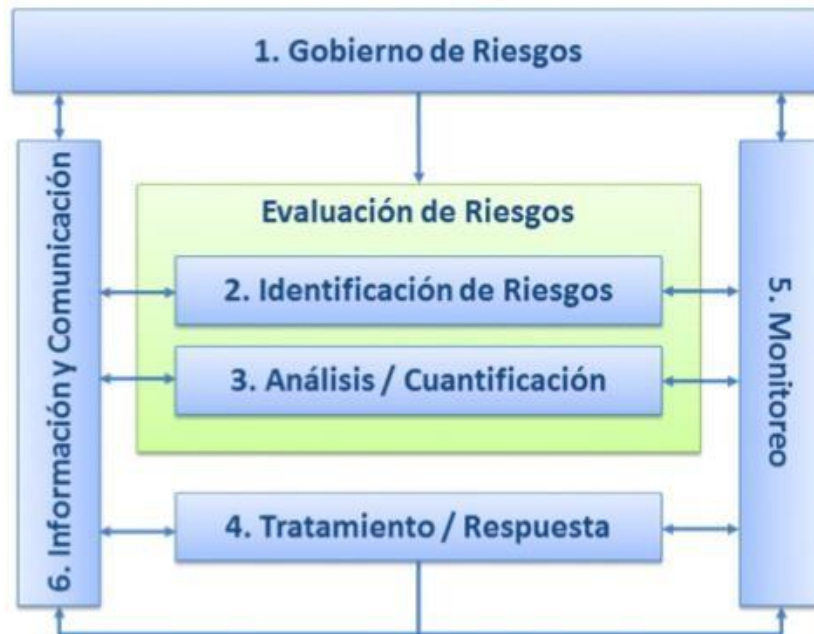 1. Gobierno de Riesgos
Evaluación de Riesgos
2. Identificación de Riesgos
3. Análisis / Cuantificación
4. Tratamiento / Respuesta
5. Monitoreo
6. Información y Comunicación